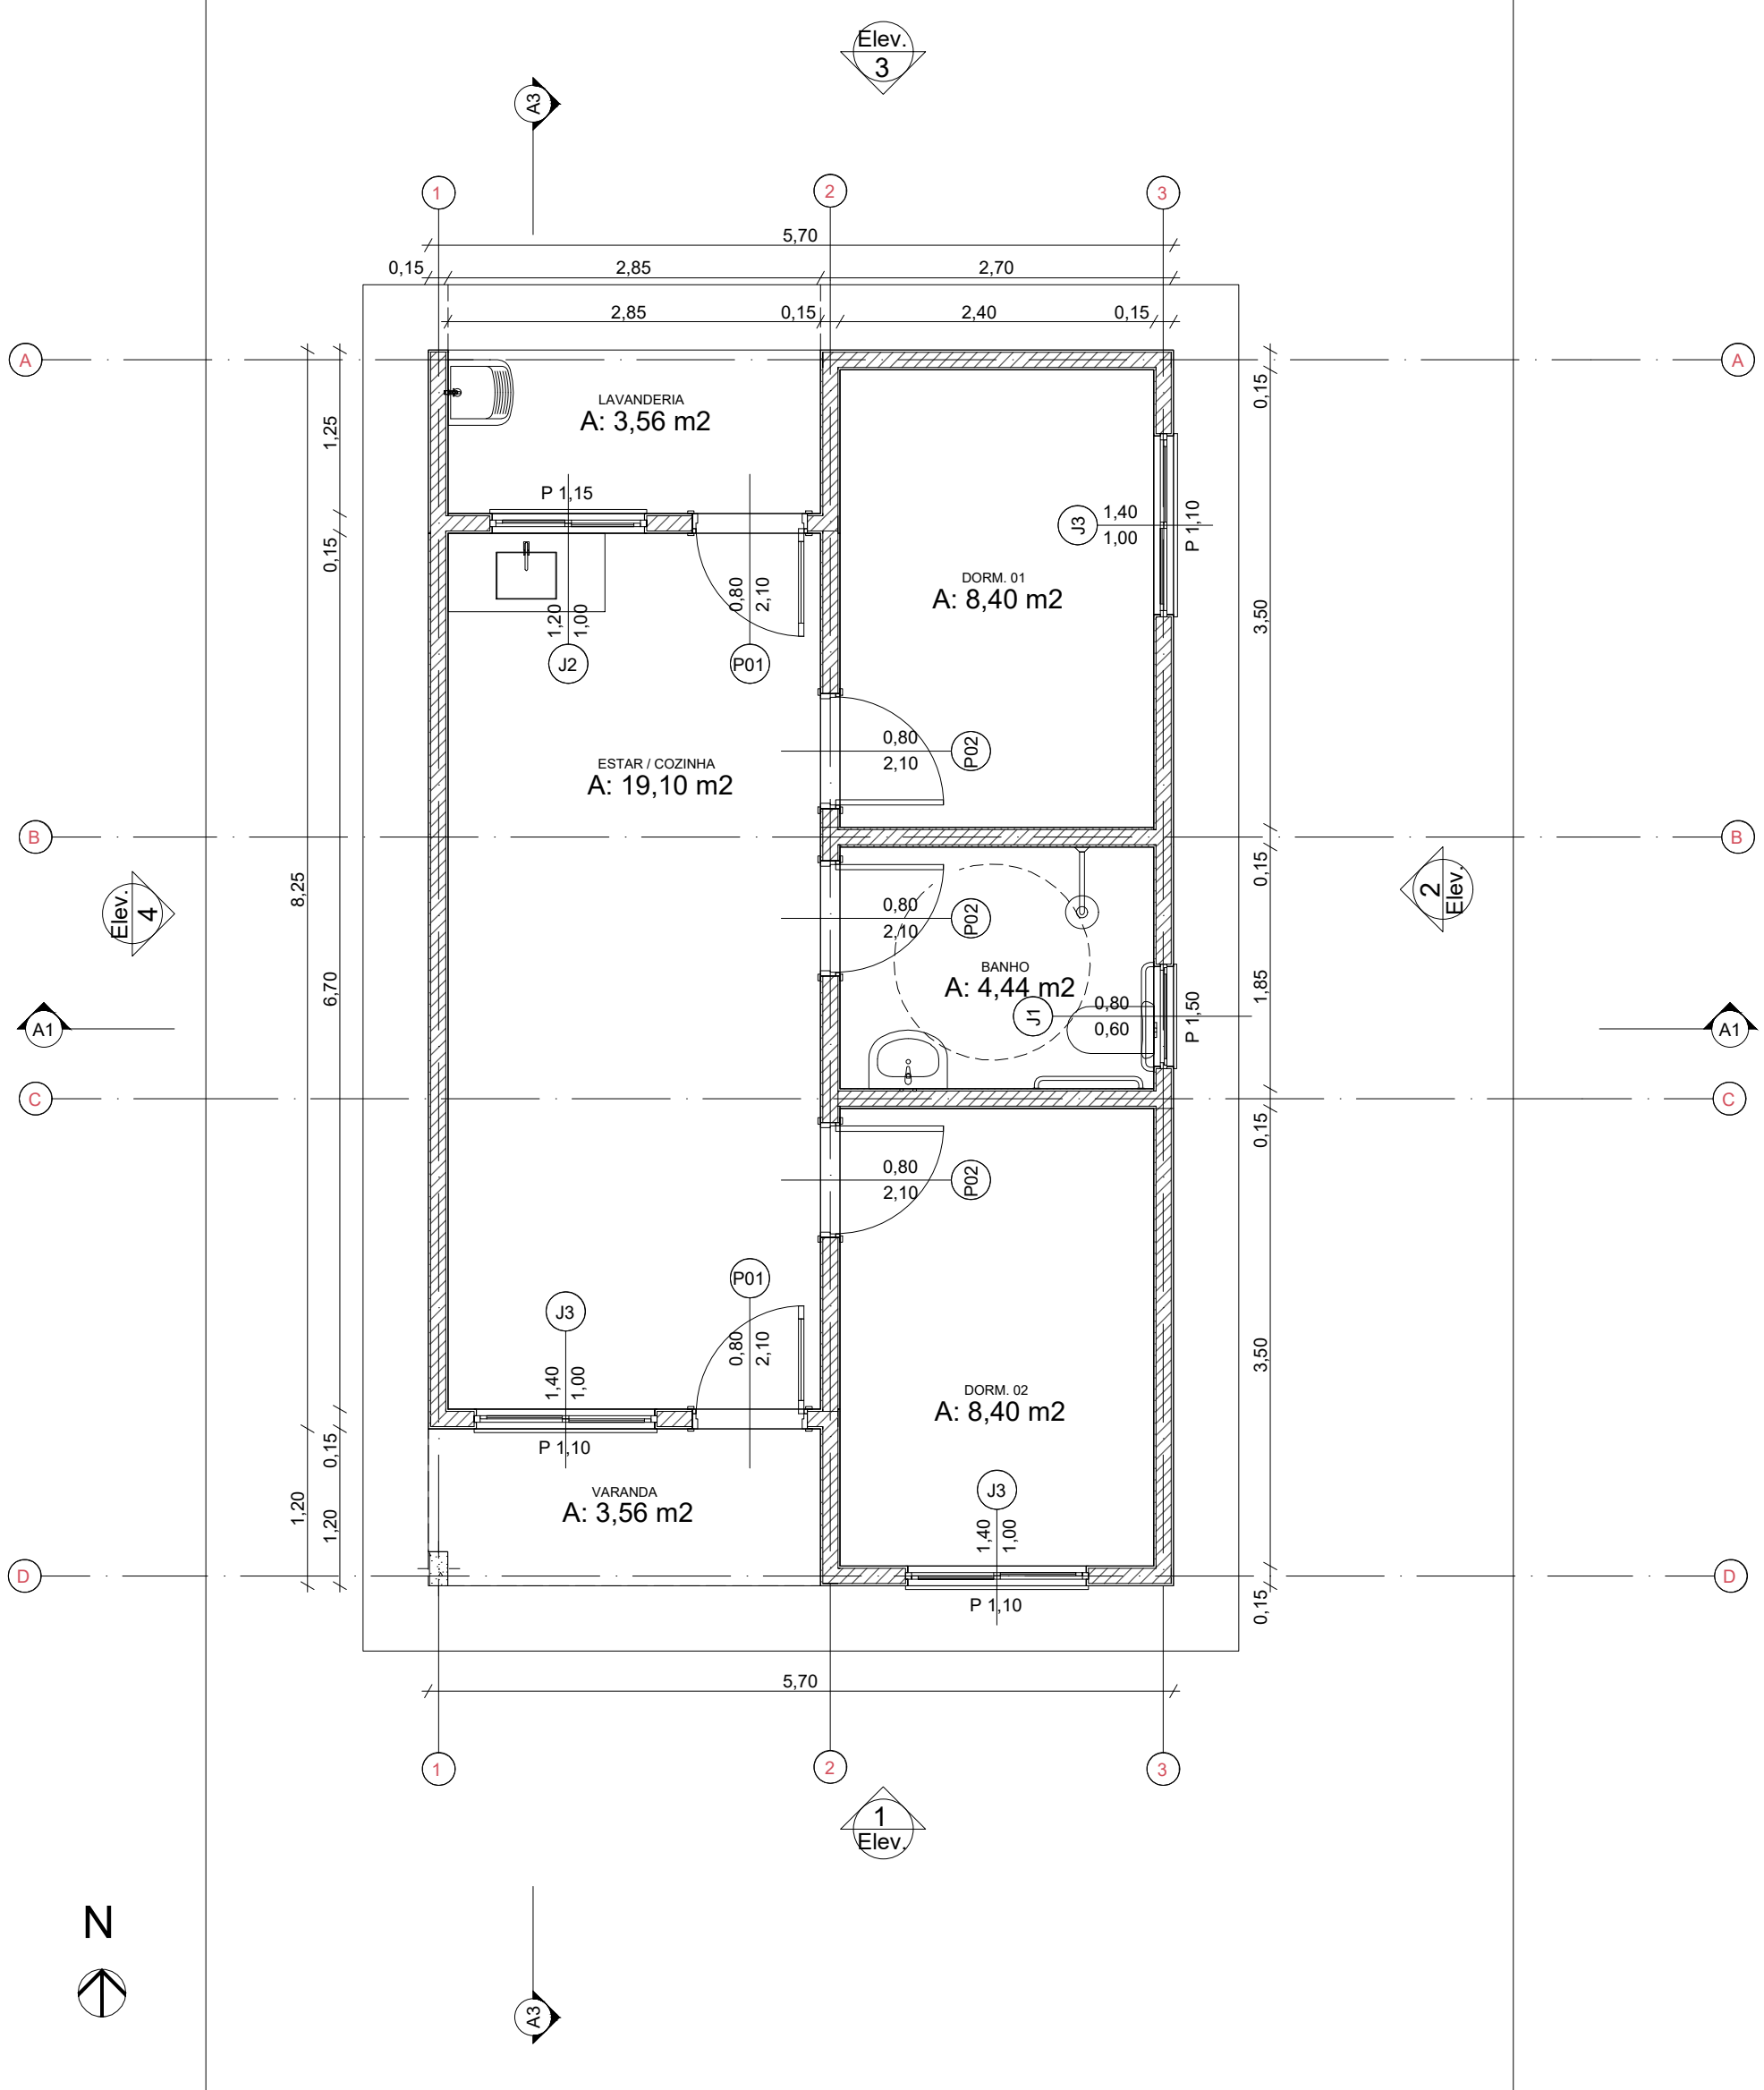 Elev.
3
A3
1
2
3
5,70
0,15
2,85
2,70
2,85
0,15
2,40
0,15
A
A
0,15
LAVANDERIA
A: 3,56 m2
1,25
P 1,15
J3
1,40
1,00
P 1,10
0,15
DORM. 01
A: 8,40 m2
0,80
2,10
1,20
1,00
3,50
J2
P01
0,80
2,10
P02
ESTAR / COZINHA
A: 19,10 m2
B
B
8,25
0,15
Elev.
4
2
Elev.
0,80
2,10
P02
BANHO
A: 4,44 m2
6,70
1,85
J1
0,80
0,60
P 1,50
A1
A1
C
C
0,15
0,80
2,10
P02
P01
J3
0,80
2,10
1,40
1,00
3,50
DORM. 02
A: 8,40 m2
P 1,10
0,15
VARANDA
A: 3,56 m2
J3
1,20
1,20
1,40
1,00
D
D
P 1,10
0,15
5,70
1
2
3
1
Elev.
N
A3